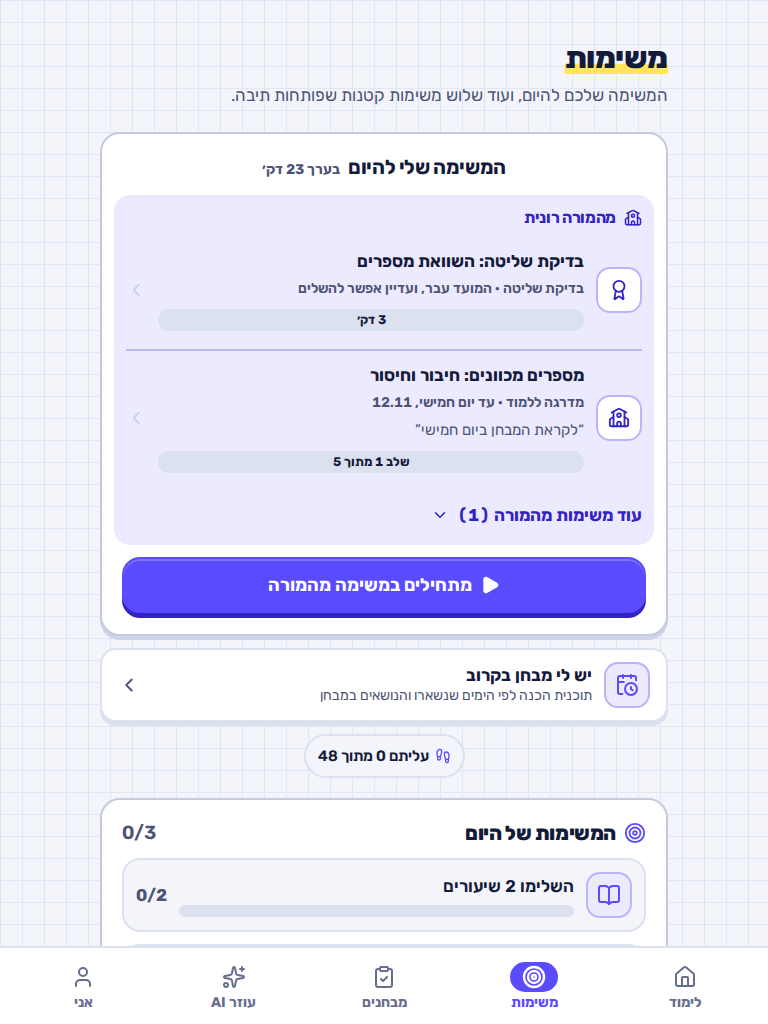 משימות
המשימה שלכם להיום, ועוד שלוש משימות קטנות שפותחות תיבה.
המשימה שלי להיום בערך 23 דק׳
מהמורה רונית
בדיקת שליטה: השוואת מספרים
בדיקת שליטה • המועד עבר, ועדיין אפשר להשלים
3 דק׳
מספרים מכוונים: חיבור וחיסור
מדרגה ללמוד • עד יום חמישי, 12.11
"לקראת המבחן ביום חמישי"
שלב 1 מתוך 5
עוד משימות מהמורה (1)
מתחילים במשימה מהמורה
יש לי מבחן בקרוב
תוכנית הכנה לפי הימים שנשארו והנושאים במבחן
עליתם 0 מתוך 48
המשימות של היום 0/3
השלימו 2 שיעורים 0/2
לימוד
משימות
מבחנים
עוזר AI
אני